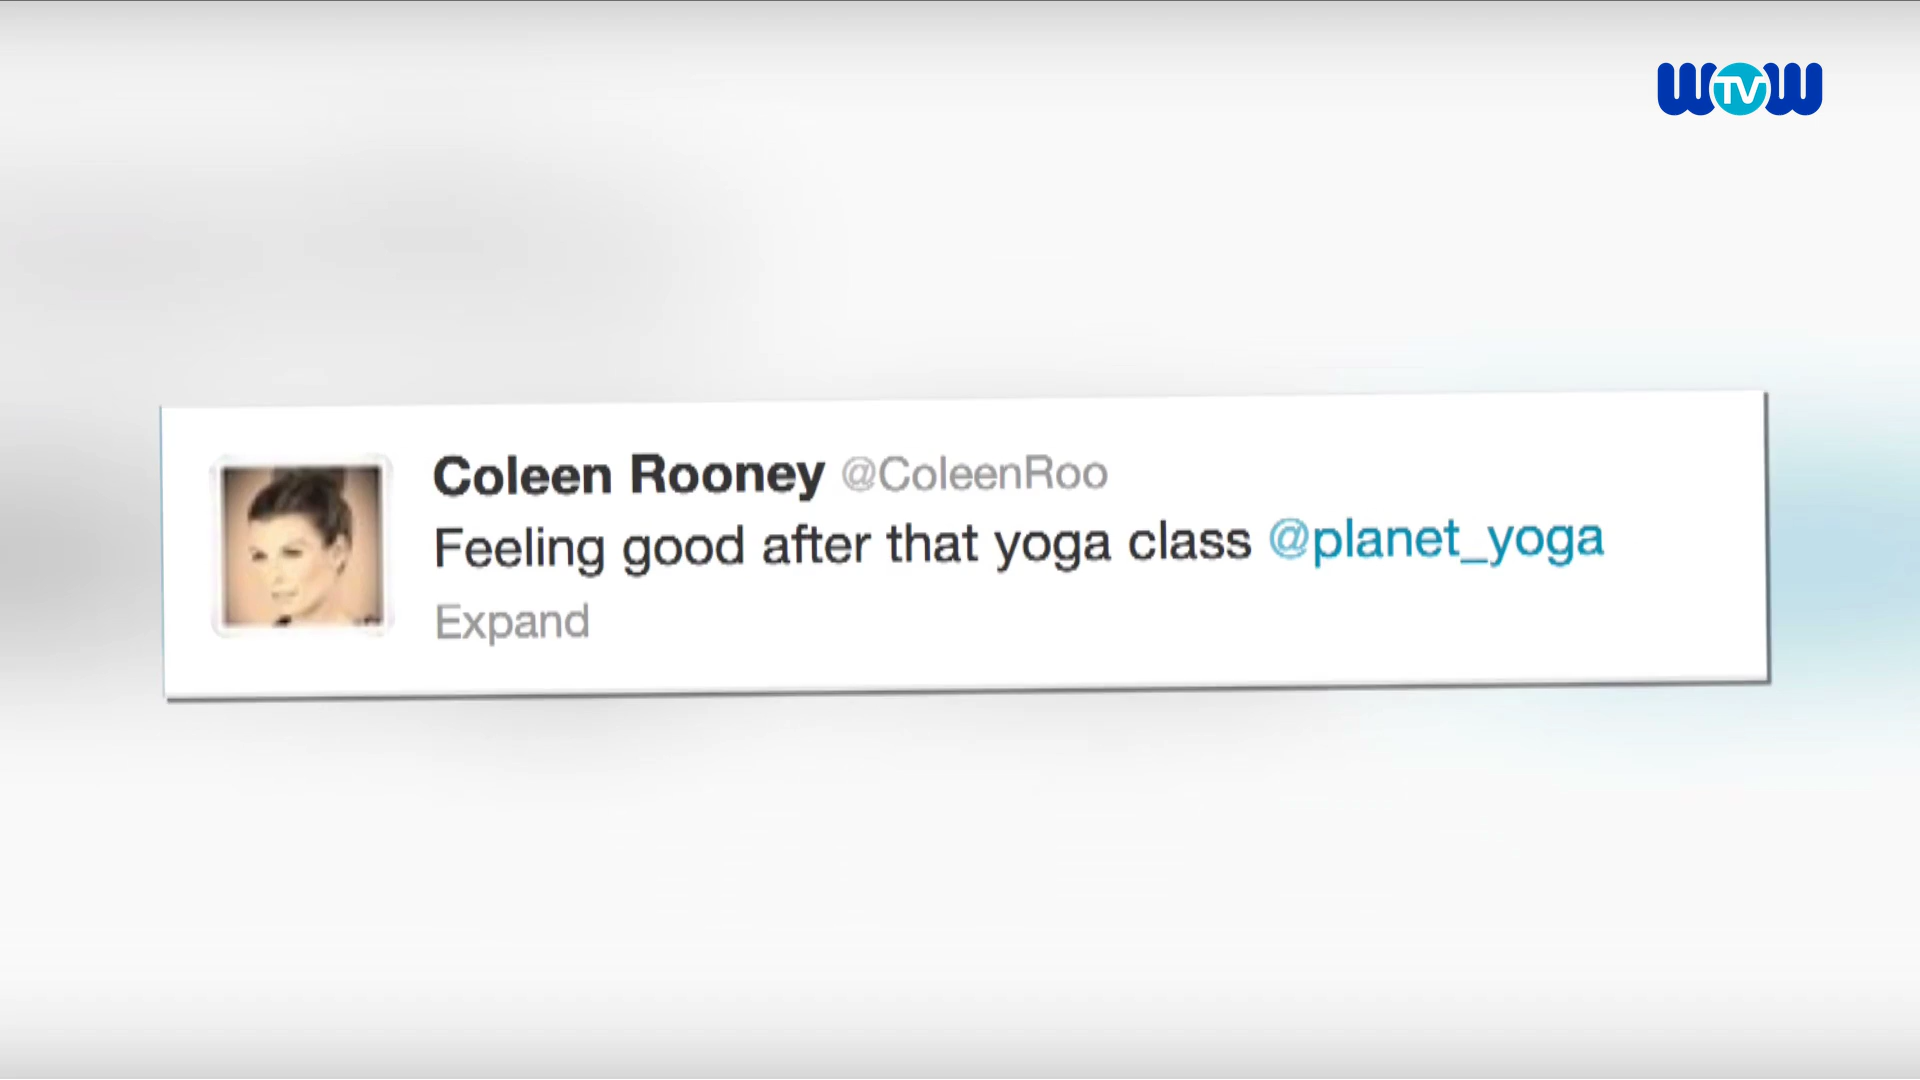 WTVW
Coleen Rooney @ColeenRoo
Feeling good after that yoga class @planet_yoga
Expand